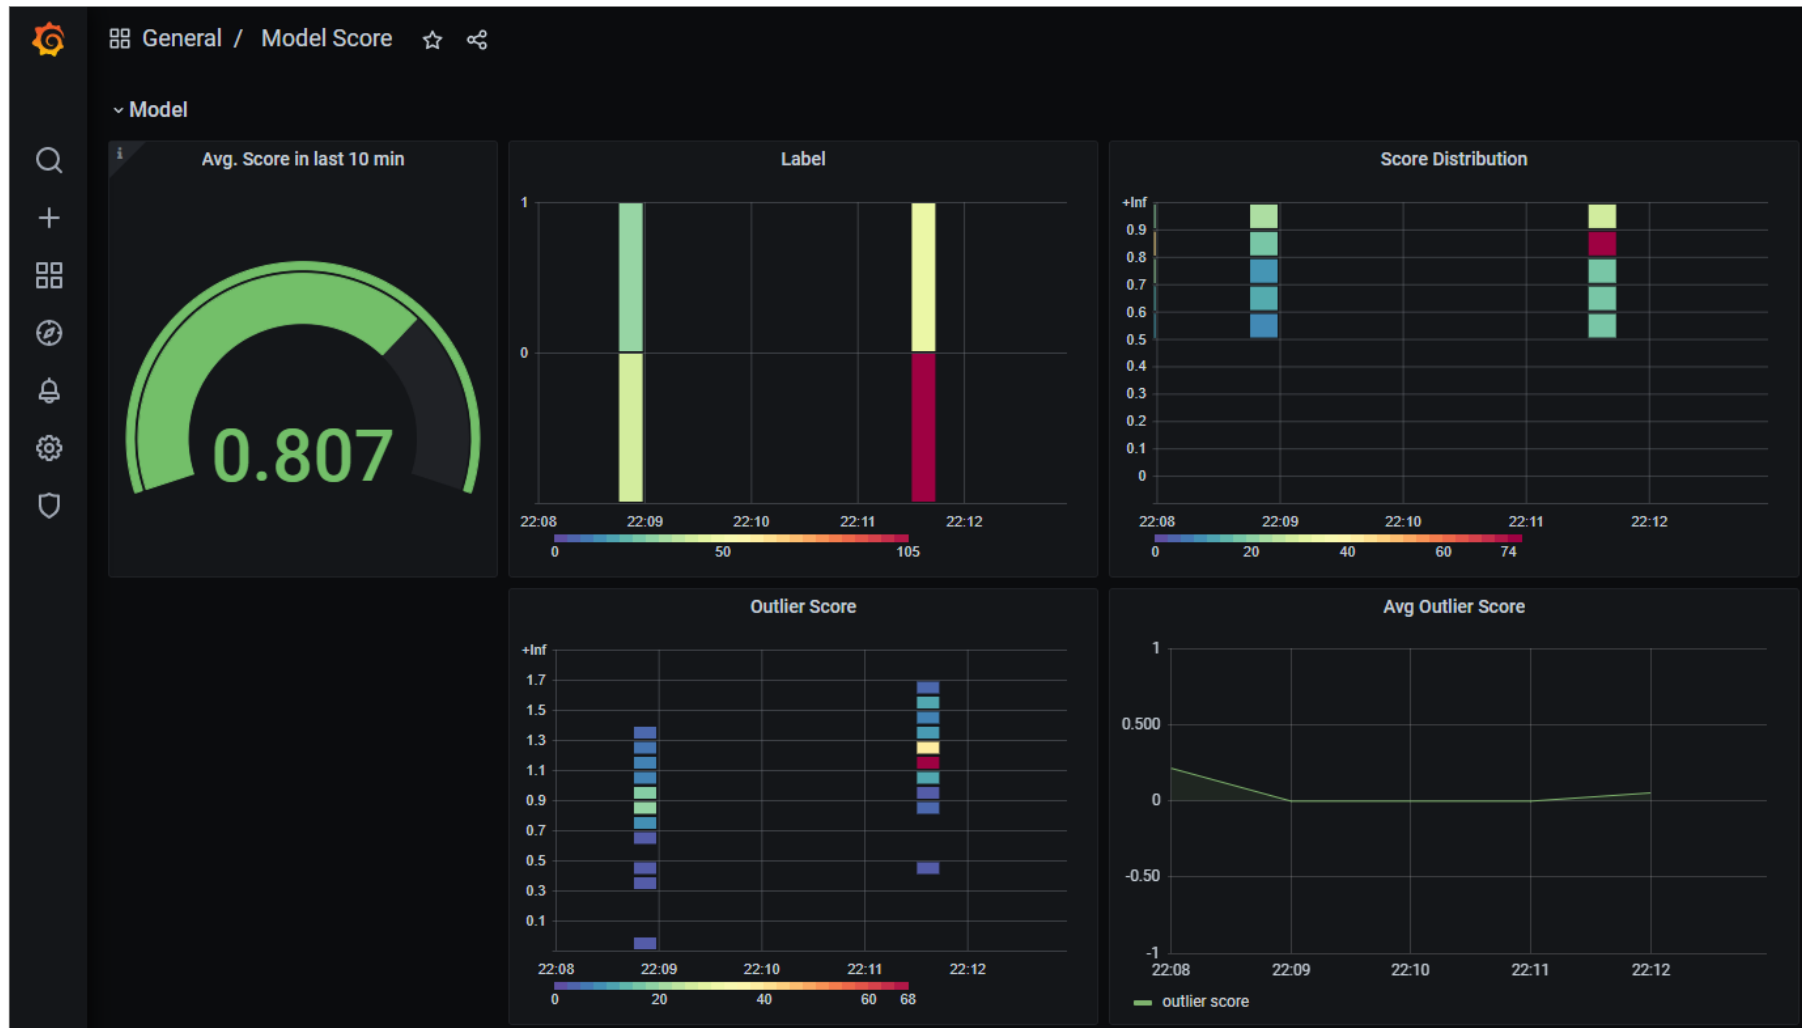 General / Model Score
Model
i
Avg. Score in last 10 min
0.807
Label
1
0
22:08 22:09 22:10 22:11 22:12
0 50 105
Score Distribution
+Inf
0.9
0.8
0.7
0.6
0.5
0.4
0.3
0.2
0.1
0
22:08 22:09 22:10 22:11 22:12
0 20 40 60 74
Outlier Score
+Inf
1.7
1.5
1.3
1.1
0.9
0.7
0.5
0.3
0.1
22:08 22:09 22:10 22:11 22:12
0 20 40 60 68
Avg Outlier Score
1
0.500
0
-0.50
-1
22:08 22:09 22:10 22:11 22:12
outlier score